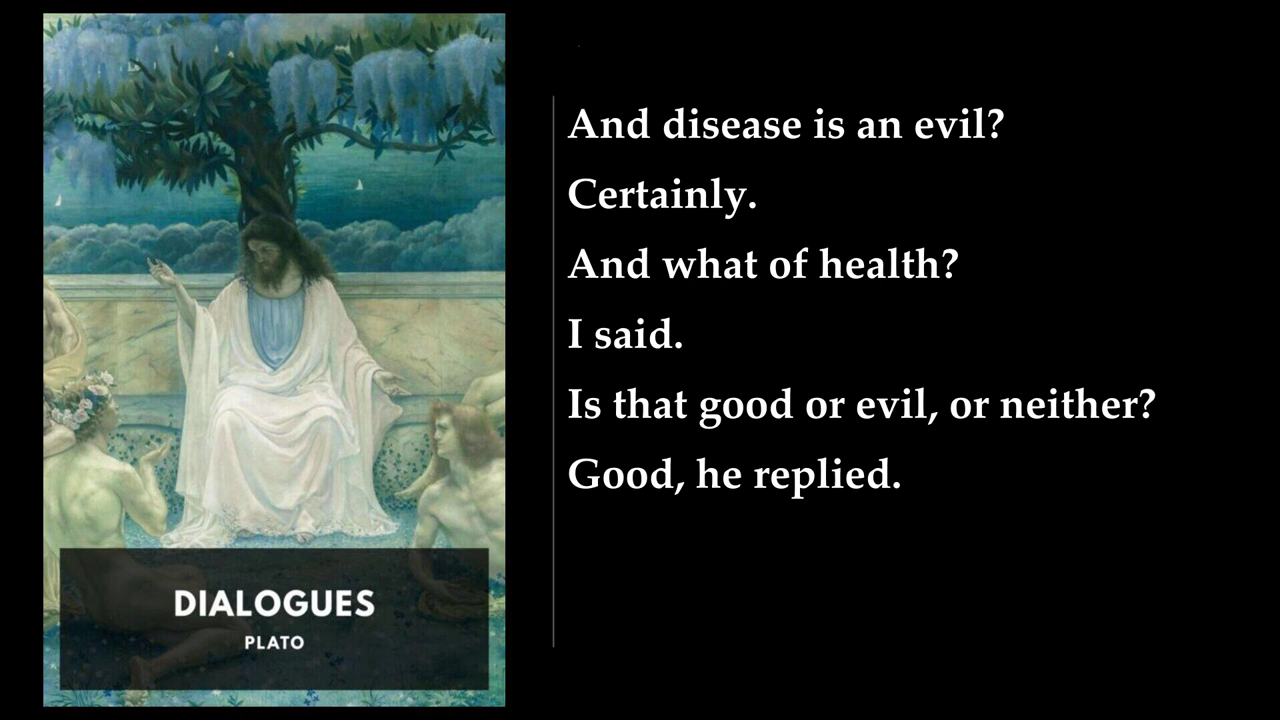 DIALOGUES
PLATO
And disease is an evil?
Certainly.
And what of health?
I said.
Is that good or evil, or neither?
Good, he replied.